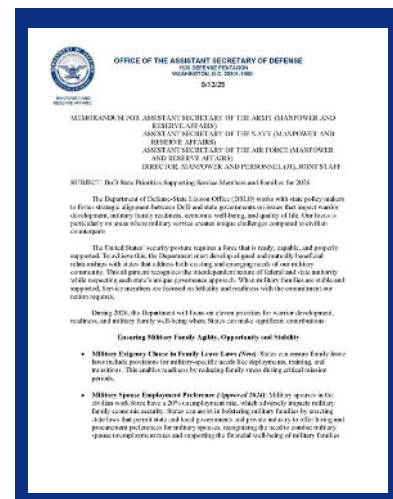 OFFICE OF THE ASSISTANT SECRETARY OF DEFENSE
1500 DEFENSE PENTAGON
WASHINGTON, D.C. 20301-1500
8/12/25
MANPOWER AND
RESERVE AFFAIRS
MEMORANDUM FOR ASSISTANT SECRETARY OF THE ARMY (MANPOWER AND
RESERVE AFFAIRS)
ASSISTANT SECRETARY OF THE NAVY (MANPOWER AND
RESERVE AFFAIRS)
ASSISTANT SECRETARY OF THE AIR FORCE (MANPOWER
AND RESERVE AFFAIRS)
DIRECTOR, MANPOWER AND PERSONNEL (J1), JOINT STAFF
SUBJECT: DoD State Priorities Supporting Service Members and Families for 2026
The Department of Defense-State Liaison Office (DSLO) works with state policy makers
to foster strategic alignment between DoD and state governments on issues that impact warrior
development, military family readiness, economic well-being, and quality of life. Our focus is
particularly on areas where military service creates unique challenges compared to civilian
counterparts.
The United States' security posture requires a force that is ready, capable, and properly
supported. To achieve this, the Department must develop aligned and mutually beneficial
relationships with states that address both existing and emerging needs of our military
community. This alignment recognizes the interdependent nature of federal and state authority
while respecting each state's unique governance approach. When military families are stable and
supported, Service members are focused on lethality and readiness with the commitment our
nation requires.
During 2026, the Department will focus on eleven priorities for warrior development,
readiness, and military family well-being where States can make significant contributions:
Ensuring Military Family Agility, Opportunity and Stability
• Military Exigency Clause in Family Leave Laws (New): States can ensure family leave
laws include provisions for military-specific needs like deployments, training, and
transitions. This enables readiness by reducing family stress during critical mission
periods.
• Military Spouse Employment Preference (Approved 2024): Military spouses in the
civilian work force have a 20% unemployment rate, which adversely impacts military
family economic security. States can assist in bolstering military families by enacting
state laws that permit state and local governments and private industry to offer hiring and
procurement preferences for military spouses, recognizing the need to combat military
spouse unemployment rates and supporting the financial well-being of military families